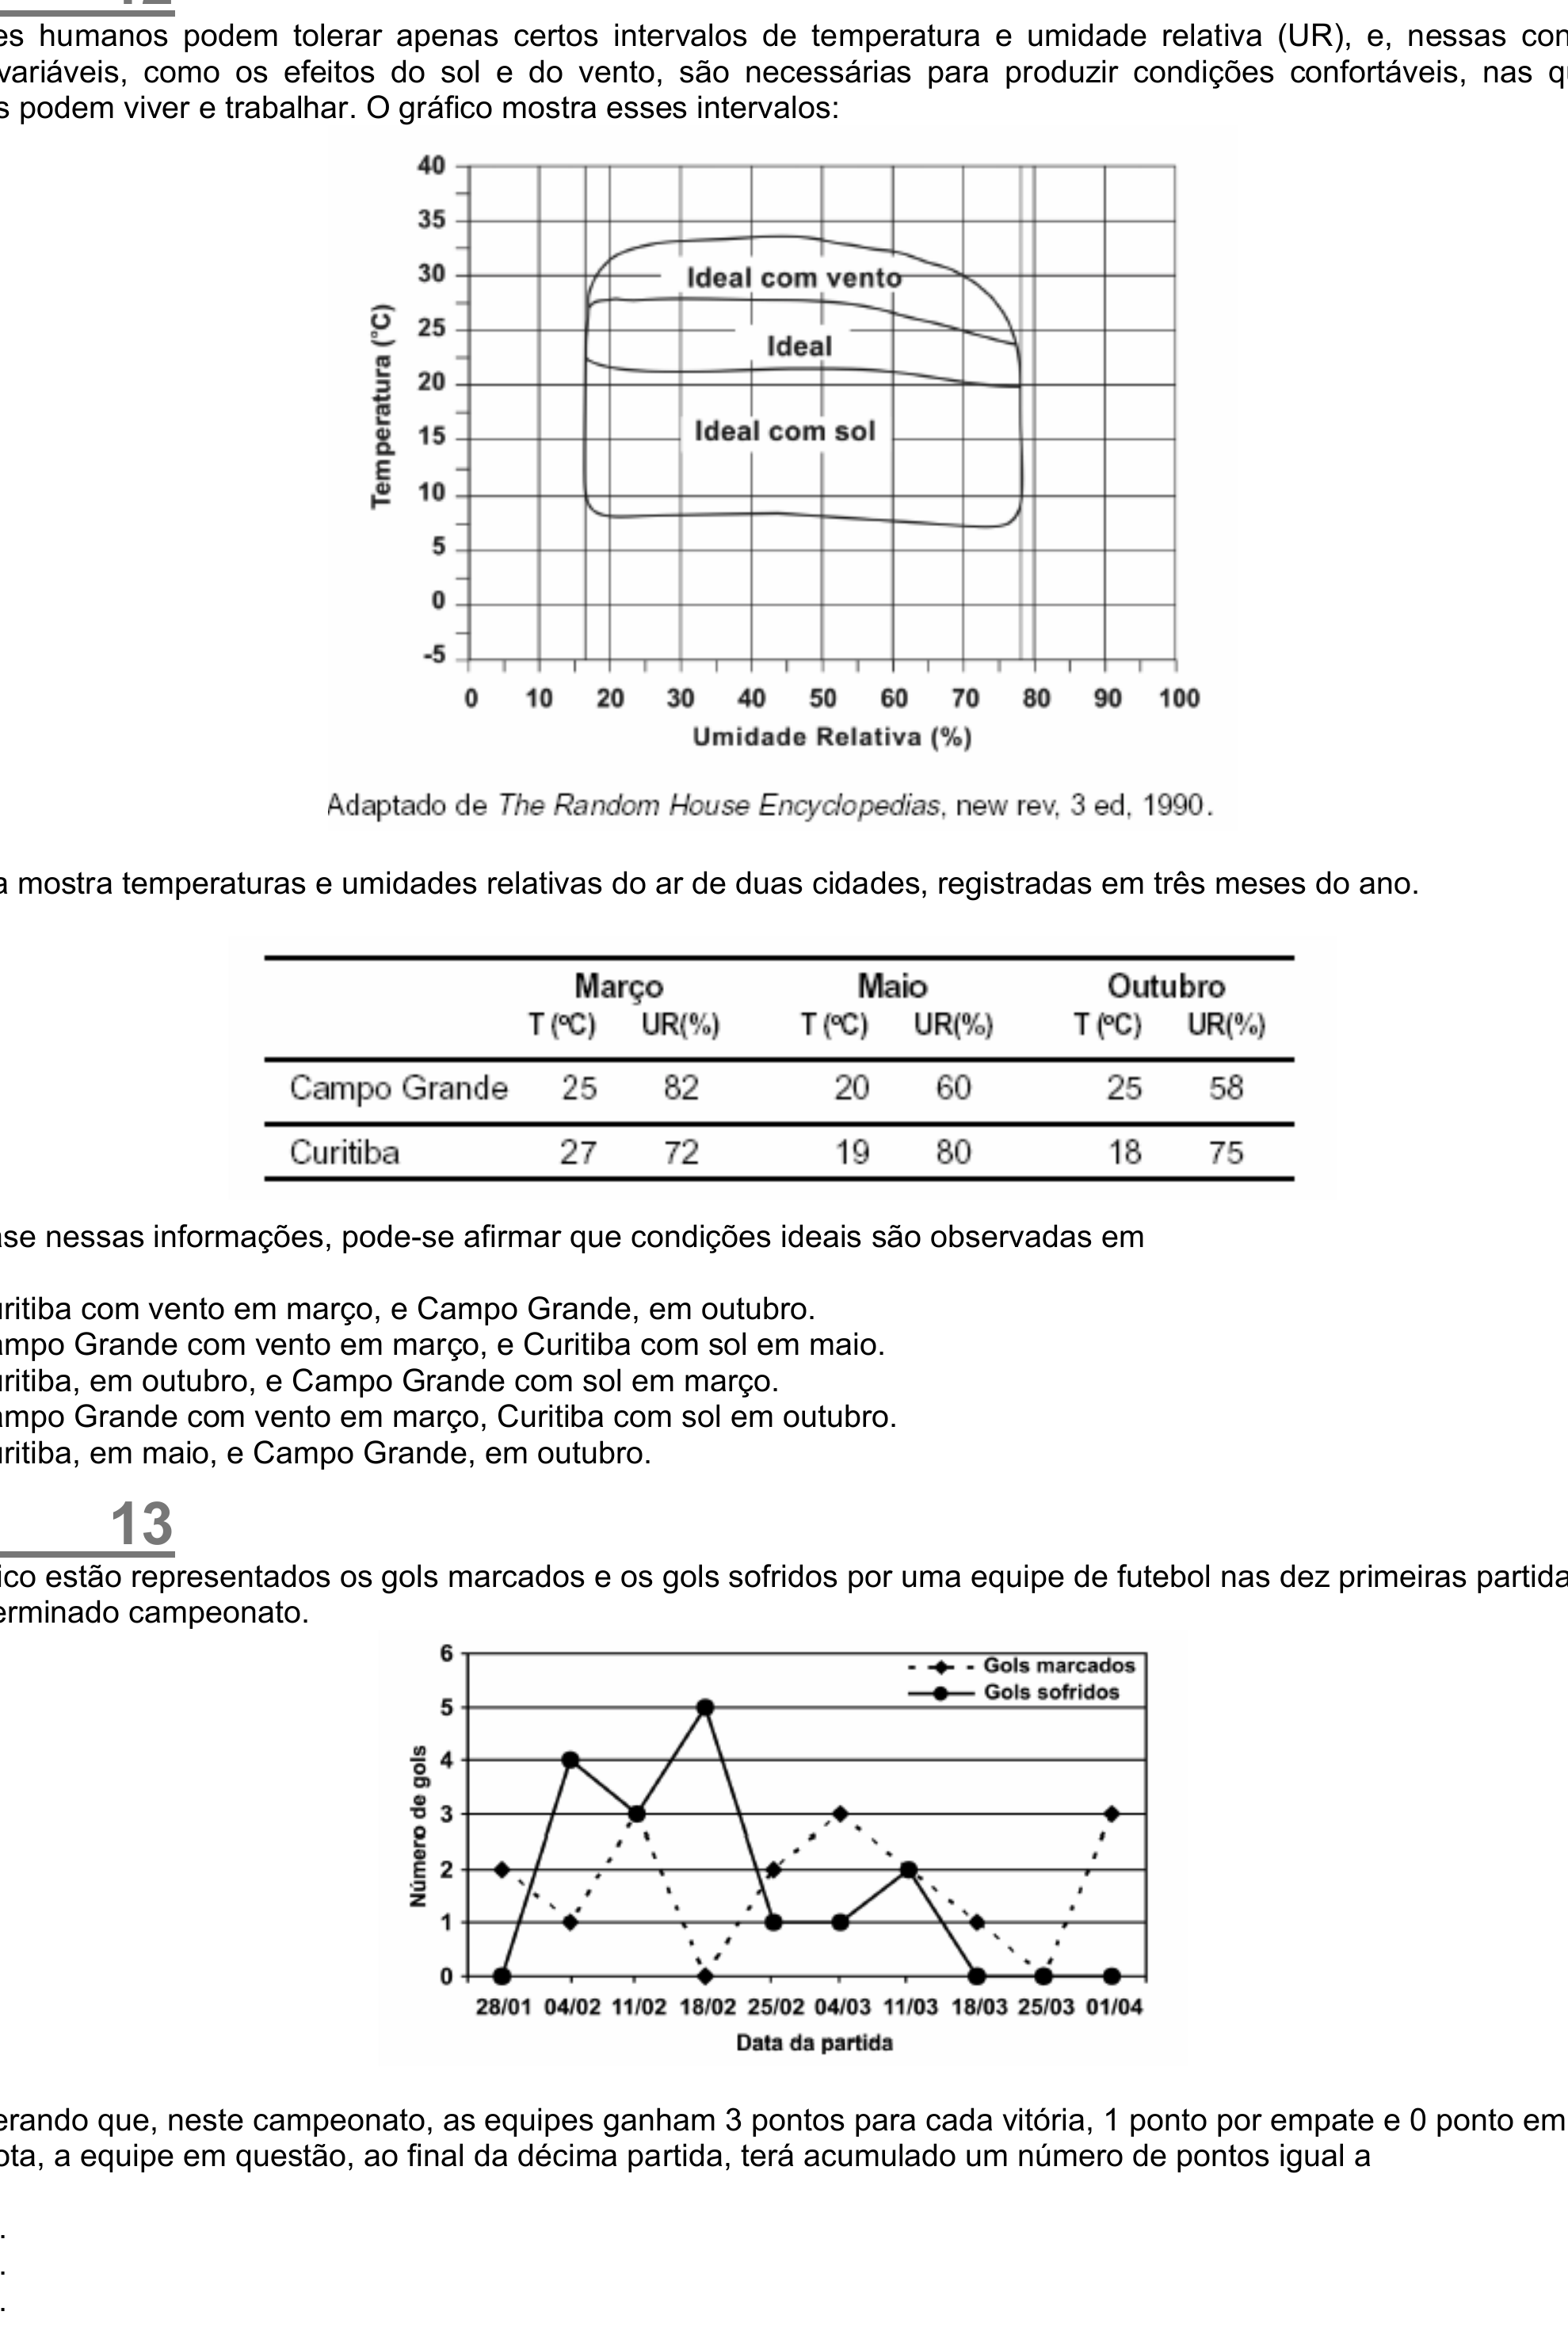 es humanos podem tolerar apenas certos intervalos de temperatura e umidade relativa (UR), e, nessas con
variáveis, como os efeitos do sol e do vento, são necessárias para produzir condições confortáveis, nas q
s podem viver e trabalhar. O gráfico mostra esses intervalos:
Temperatura (°C)
40
35
30
25
20
15
10
5
0
-5
Ideal com vento
Ideal
Ideal com sol
0 10 20 30 40 50 60 70 80 90 100
Umidade Relativa (%)
Adaptado de The Random House Encyclopedias, new rev, 3 ed, 1990.
a mostra temperaturas e umidades relativas do ar de duas cidades, registradas em três meses do ano.
Março Maio Outubro
T (ºC) UR(%) T (ºC) UR(%) T (ºC) UR(%)
Campo Grande 25 82 20 60 25 58
Curitiba 27 72 19 80 18 75
ase nessas informações, pode-se afirmar que condições ideais são observadas em
uritiba com vento em março, e Campo Grande, em outubro.
ampo Grande com vento em março, e Curitiba com sol em maio.
uritiba, em outubro, e Campo Grande com sol em março.
ampo Grande com vento em março, Curitiba com sol em outubro.
uritiba, em maio, e Campo Grande, em outubro.
13
ico estão representados os gols marcados e os gols sofridos por uma equipe de futebol nas dez primeiras partida
erminado campeonato.
Número de gols
6
5
4
3
2
1
0
Gols marcados
Gols sofridos
28/01 04/02 11/02 18/02 25/02 04/03 11/03 18/03 25/03 01/04
Data da partida
erando que, neste campeonato, as equipes ganham 3 pontos para cada vitória, 1 ponto por empate e 0 ponto em
ota, a equipe em questão, ao final da décima partida, terá acumulado um número de pontos igual a
.
.
.